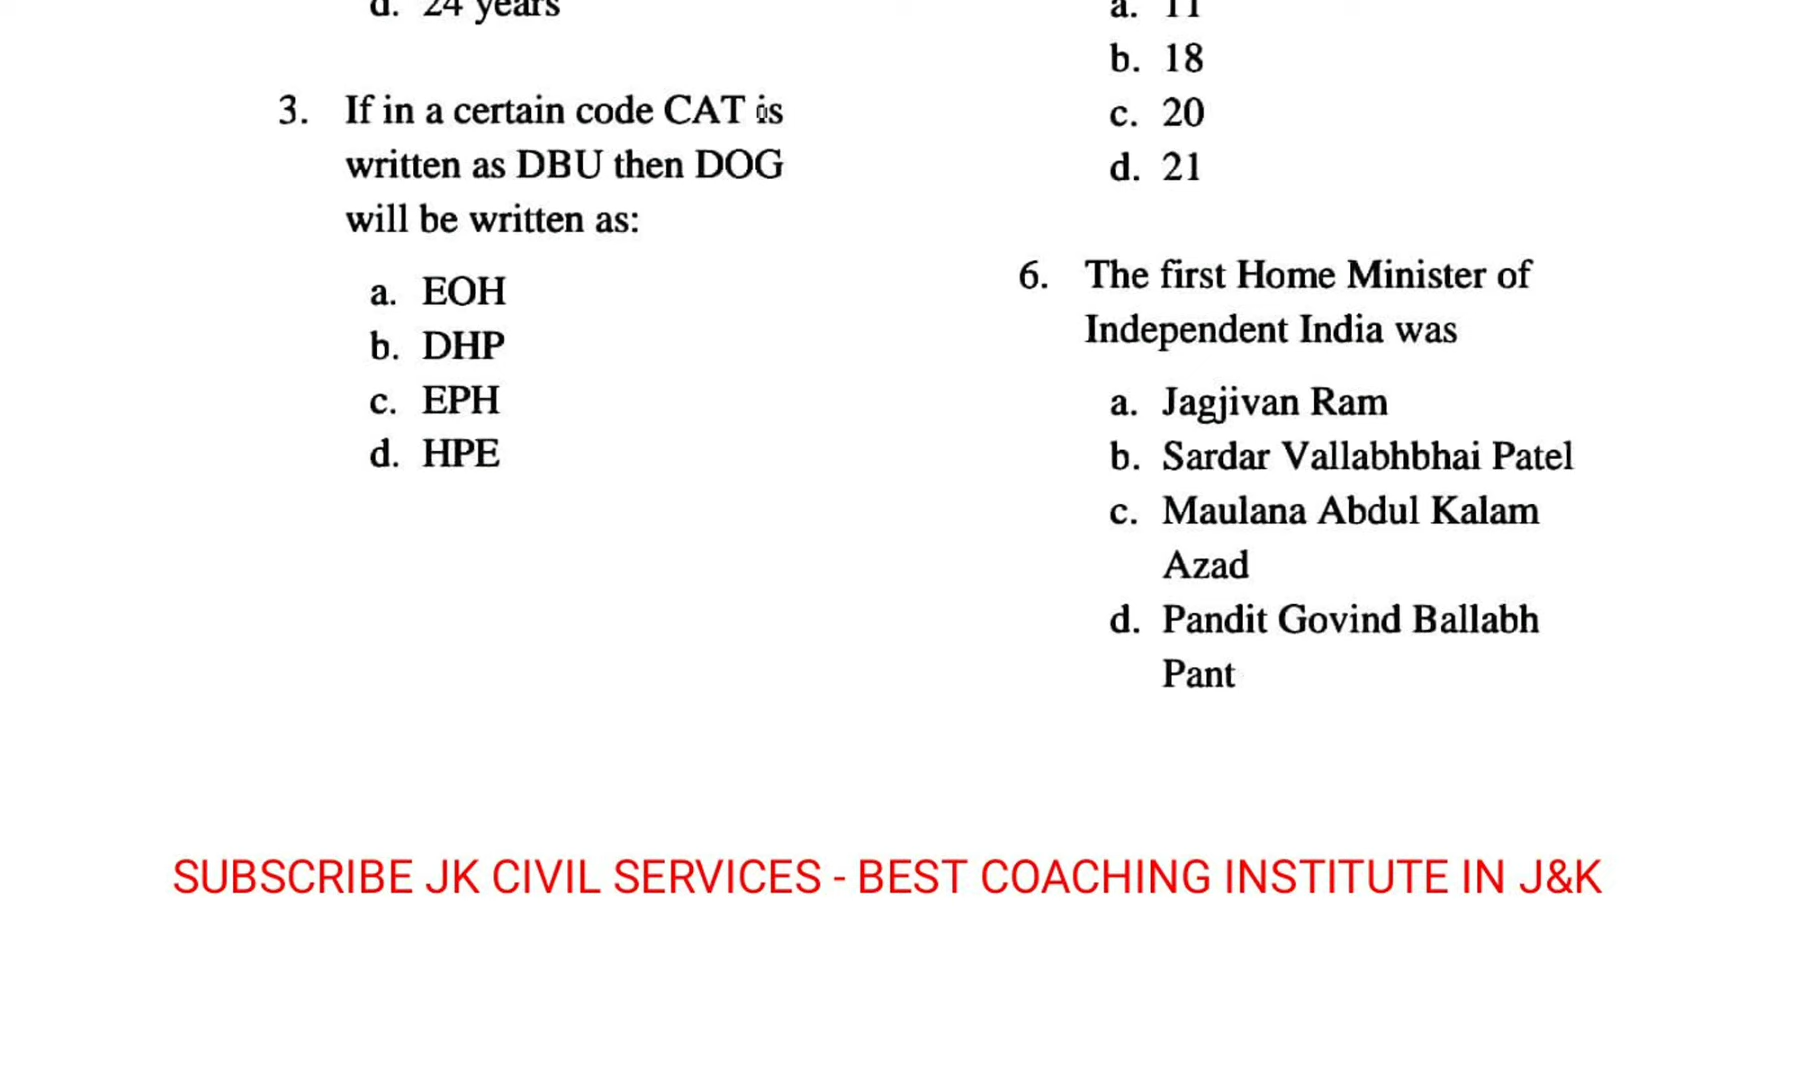 d. 24 years
3. If in a certain code CAT is
written as DBU then DOG
will be written as:
a. EOH
b. DHP
c. EPH
d. HPE
a. 11
b. 18
c. 20
d. 21
6. The first Home Minister of
Independent India was
a. Jagjivan Ram
b. Sardar Vallabhbhai Patel
c. Maulana Abdul Kalam
Azad
d. Pandit Govind Ballabh
Pant
SUBSCRIBE JK CIVIL SERVICES - BEST COACHING INSTITUTE IN J&K